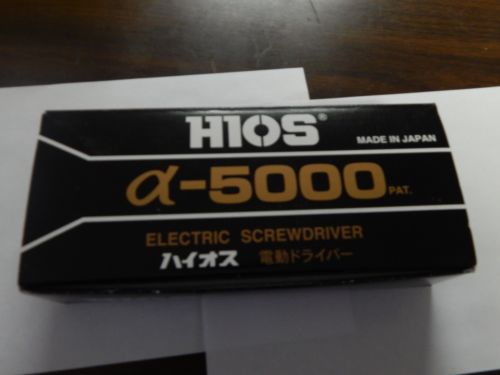 HIOS®
MADE IN JAPAN
α-5000 PAT.
ELECTRIC SCREWDRIVER
ハイオス 電動ドライバー